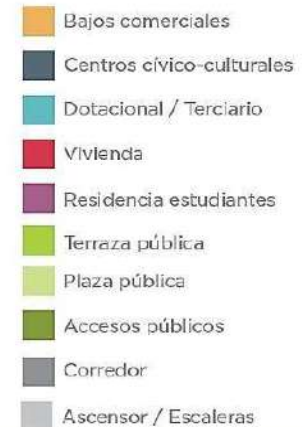 Bajos comerciales
Centros cívico-culturales
Dotacional / Terciario
Vivienda
Residencia estudiantes
Terraza pública
Plaza pública
Accesos públicos
Corredor
Ascensor / Escaleras